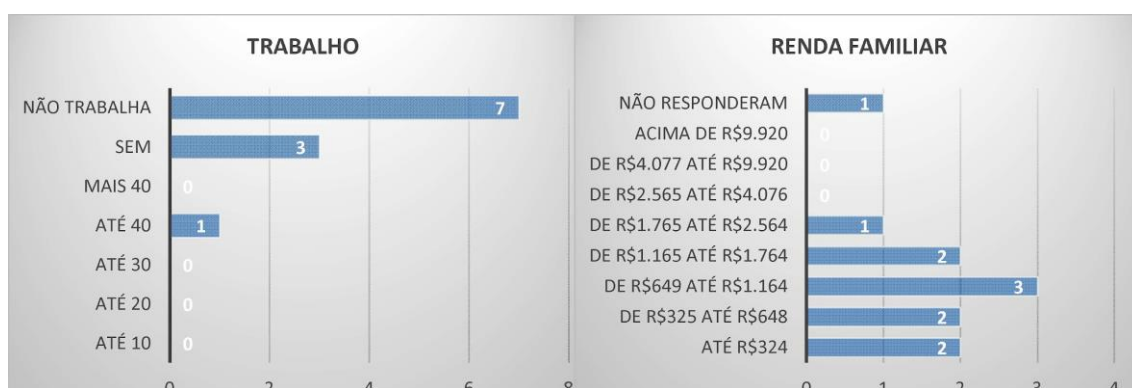 TRABALHO
NÃO TRABALHA 7
SEM 3
MAIS 40 0
ATÉ 40 1
ATÉ 30 0
ATÉ 20 0
ATÉ 10 0
0 2 4 6 8
RENDA FAMILIAR
NÃO RESPONDERAM 1
ACIMA DE R$9.920 0
DE R$4.077 ATÉ R$9.920 0
DE R$2.565 ATÉ R$4.076 0
DE R$1.765 ATÉ R$2.564 1
DE R$1.165 ATÉ R$1.764 2
DE R$649 ATÉ R$1.164 3
DE R$325 ATÉ R$648 2
ATÉ R$324 2
0 1 2 3 4